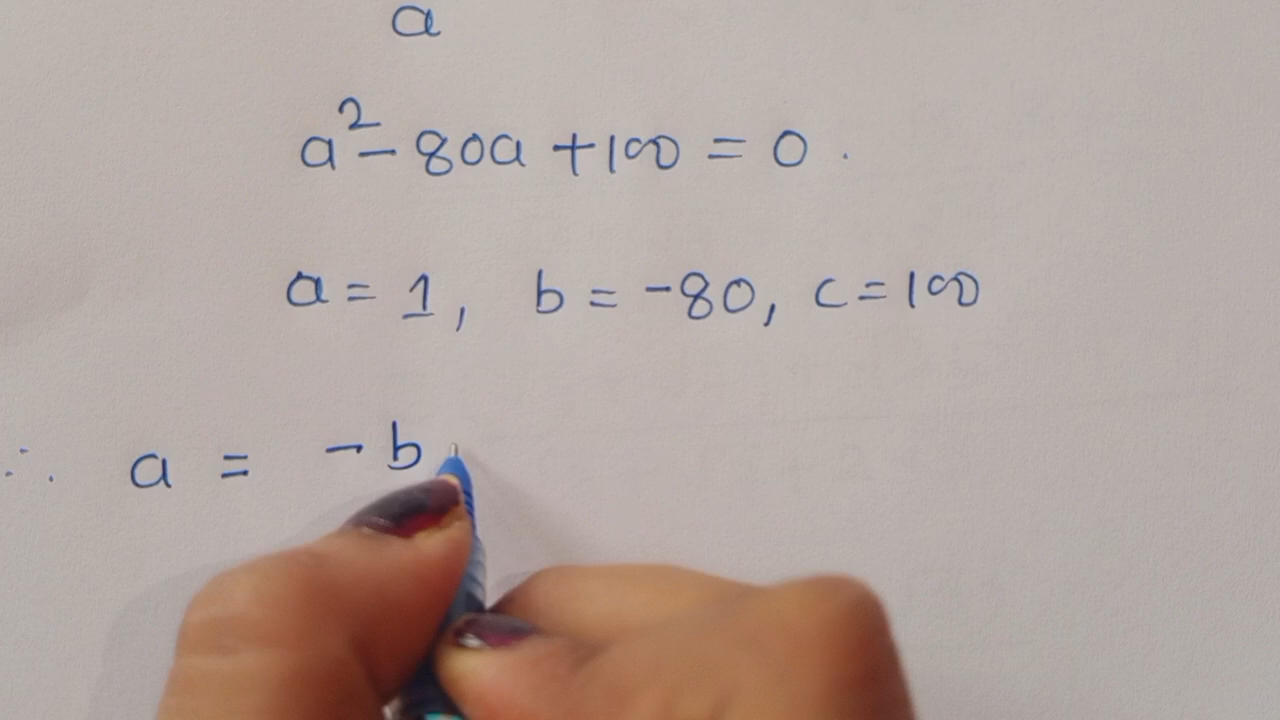 a
a² - 80a + 100 = 0 .
a = 1, b = -80, c = 100
∴ a = - b